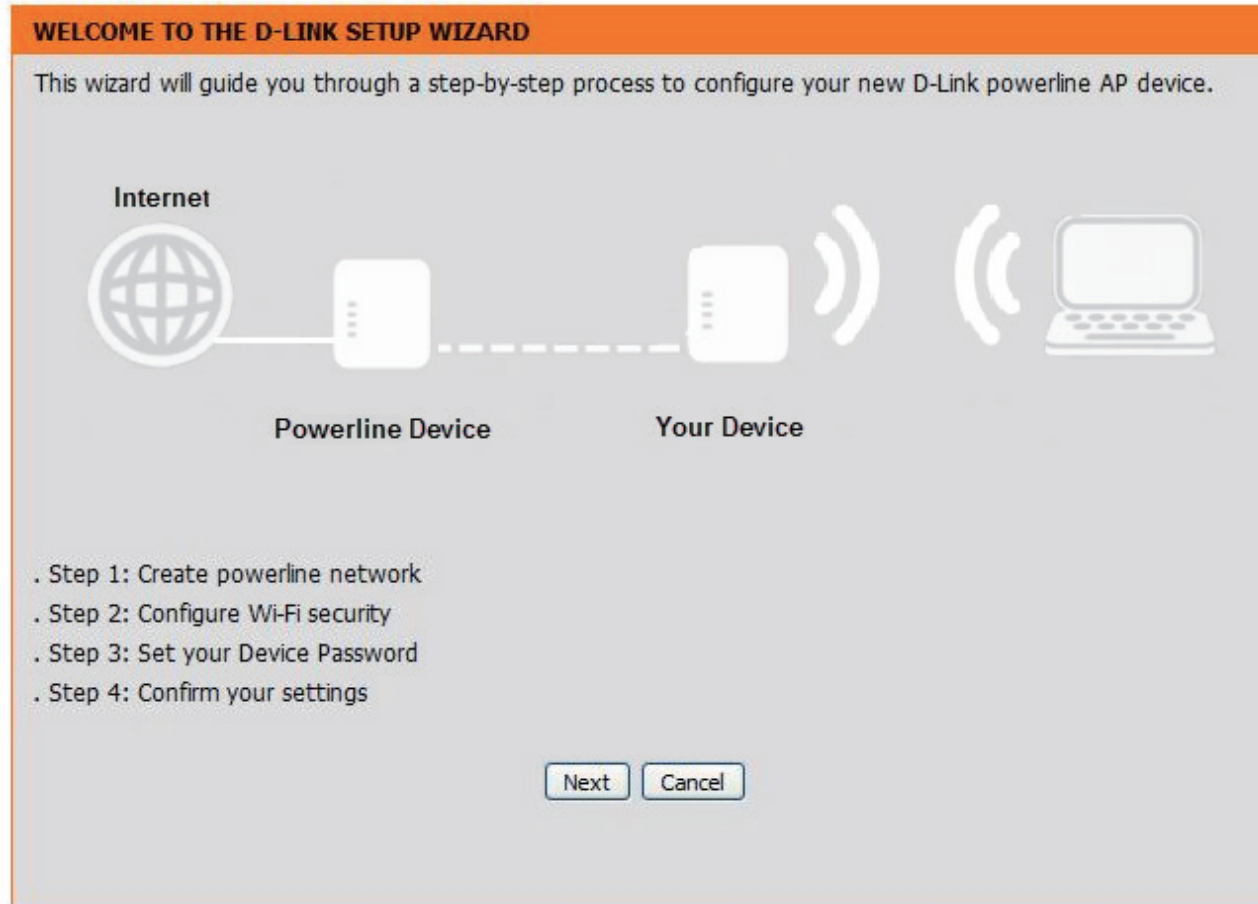 WELCOME TO THE D-LINK SETUP WIZARD
This wizard will guide you through a step-by-step process to configure your new D-Link powerline AP device.
Internet
Powerline Device
Your Device
. Step 1: Create powerline network
. Step 2: Configure Wi-Fi security
. Step 3: Set your Device Password
. Step 4: Confirm your settings
Next
Cancel